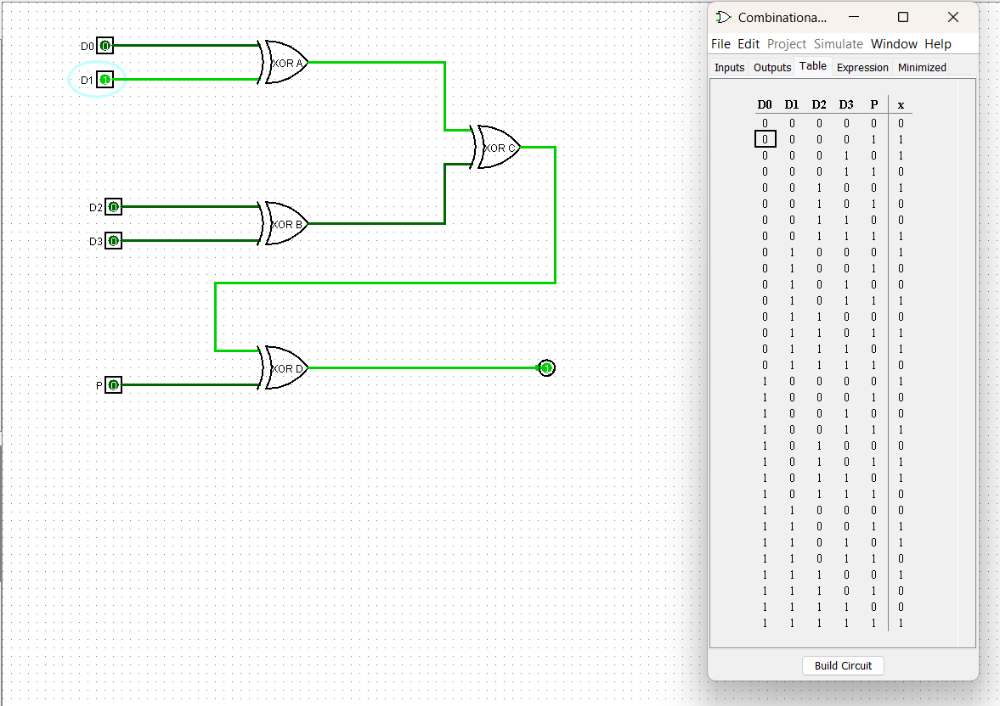 D0 0
XOR A
D1 1
XOR C
D2 0
XOR B
D3 0
XOR D
1
P 0
Combinationa...
File Edit Project Simulate Window Help
Inputs Outputs Table Expression Minimized
D0 D1 D2 D3 P x
0 0 0 0 0 0
0 0 0 0 1 1
0 0 0 1 0 1
0 0 0 1 1 0
0 0 1 0 0 1
0 0 1 0 1 0
0 0 1 1 0 0
0 0 1 1 1 1
0 1 0 0 0 1
0 1 0 0 1 0
0 1 0 1 0 0
0 1 0 1 1 1
0 1 1 0 0 0
0 1 1 0 1 1
0 1 1 1 0 1
0 1 1 1 1 0
1 0 0 0 0 1
1 0 0 0 1 0
1 0 0 1 0 0
1 0 0 1 1 1
1 0 1 0 0 0
1 0 1 0 1 1
1 0 1 1 0 1
1 0 1 1 1 0
1 1 0 0 0 0
1 1 0 0 1 1
1 1 0 1 0 1
1 1 0 1 1 0
1 1 1 0 0 1
1 1 1 0 1 0
1 1 1 1 0 0
1 1 1 1 1 1
Build Circuit